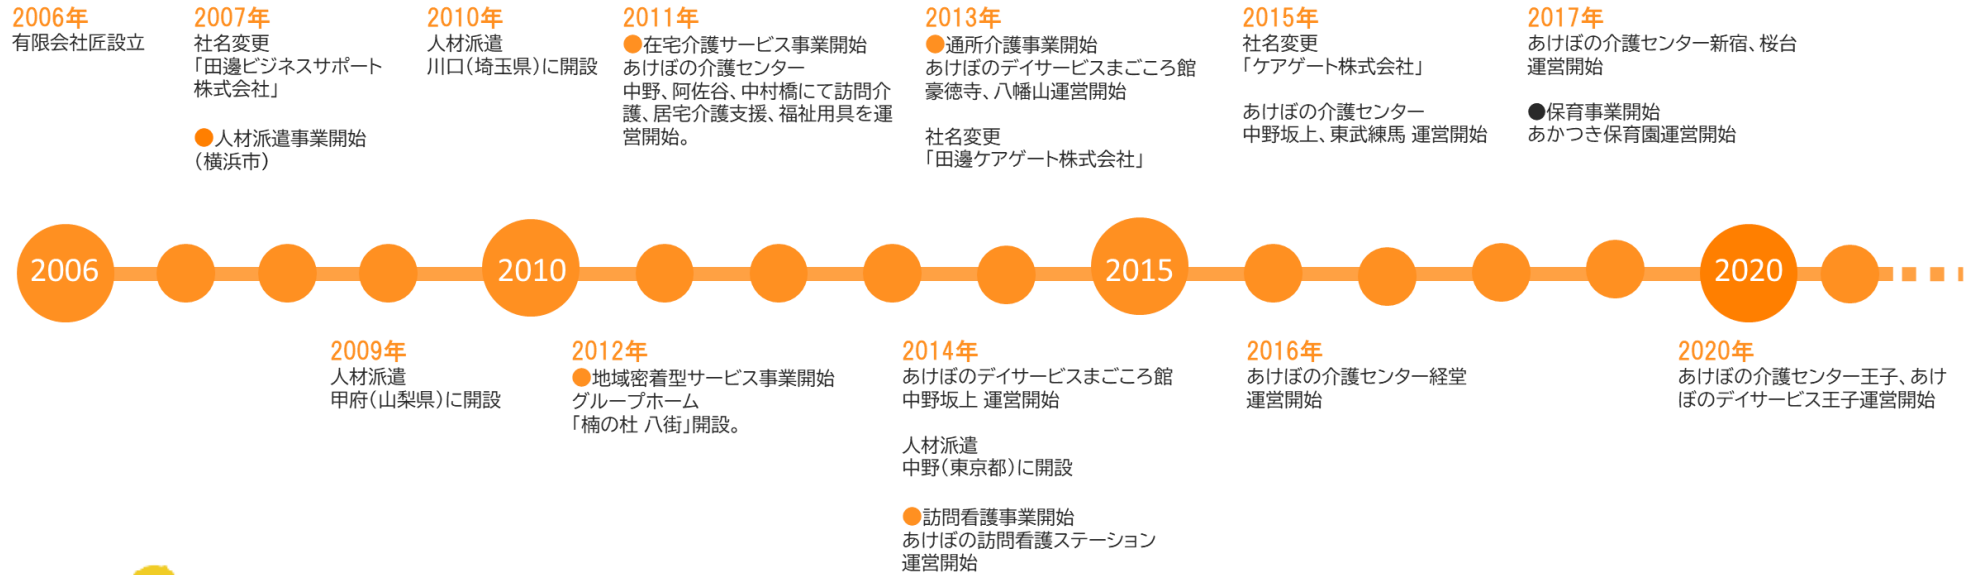 2006年
有限会社匠設立
2007年
社名変更
「田邊ビジネスサポート
株式会社」
●人材派遣事業開始
(横浜市)
2010年
人材派遣
川口(埼玉県)に開設
2011年
●在宅介護サービス事業開始
あけぼの介護センター
中野、阿佐谷、中村橋にて訪問介
護、居宅介護支援、福祉用具を運
営開始。
2013年
●通所介護事業開始
あけぼのデイサービスまごころ館
豪徳寺、八幡山運営開始
社名変更
「田邊ケアゲート株式会社」
2015年
社名変更
「ケアゲート株式会社」
あけぼの介護センター
中野坂上、東武練馬 運営開始
2017年
あけぼの介護センター新宿、桜台
運営開始
●保育事業開始
あかつき保育園運営開始
2006
2010
2015
2020
2009年
人材派遣
甲府(山梨県)に開設
2012年
●地域密着型サービス事業開始
グループホーム
「楠の杜 八街」開設。
2014年
あけぼのデイサービスまごころ館
中野坂上 運営開始
人材派遣
中野(東京都)に開設
●訪問看護事業開始
あけぼの訪問看護ステーション
運営開始
2016年
あけぼの介護センター経堂
運営開始
2020年
あけぼの介護センター王子、あけ
ぼのデイサービス王子運営開始